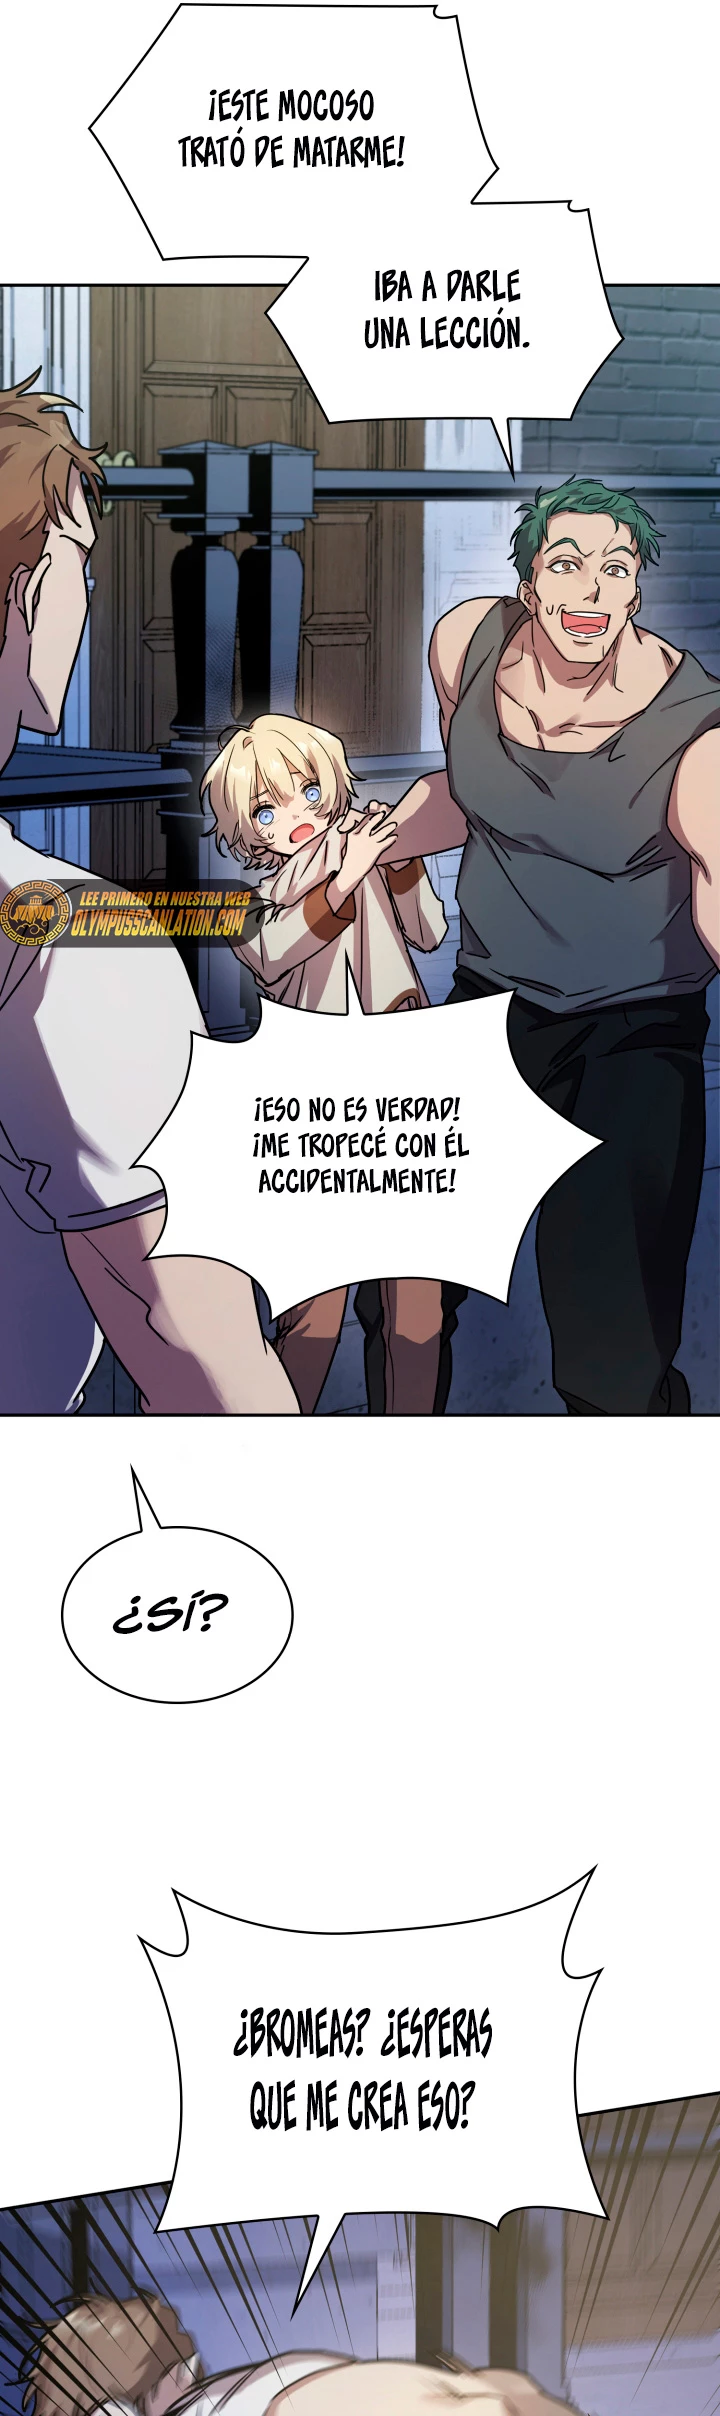 ¡ESTE MOCOSO
TRATÓ DE MATARME!
IBA A DARLE
UNA LECCIÓN.
LEE PRIMERO EN NUESTRA WEB
OLYMPUSSCANLATION.COM
¡ESO NO ES VERDAD!
¡ME TROPECÉ CON ÉL
ACCIDENTALMENTE!
¿SÍ?
¿BROMEAS? ¿ESPERAS
QUE ME CREA ESO?